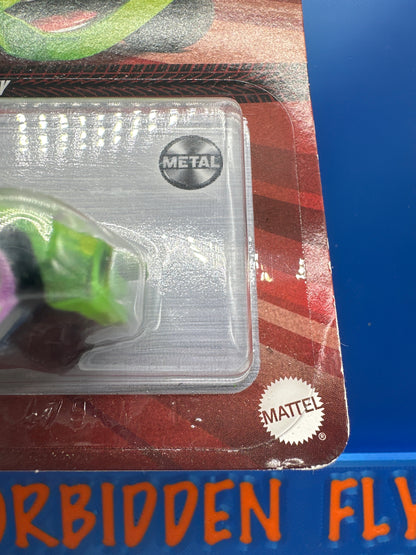 METAL
MATTEL
®
ORBIDDEN FLY